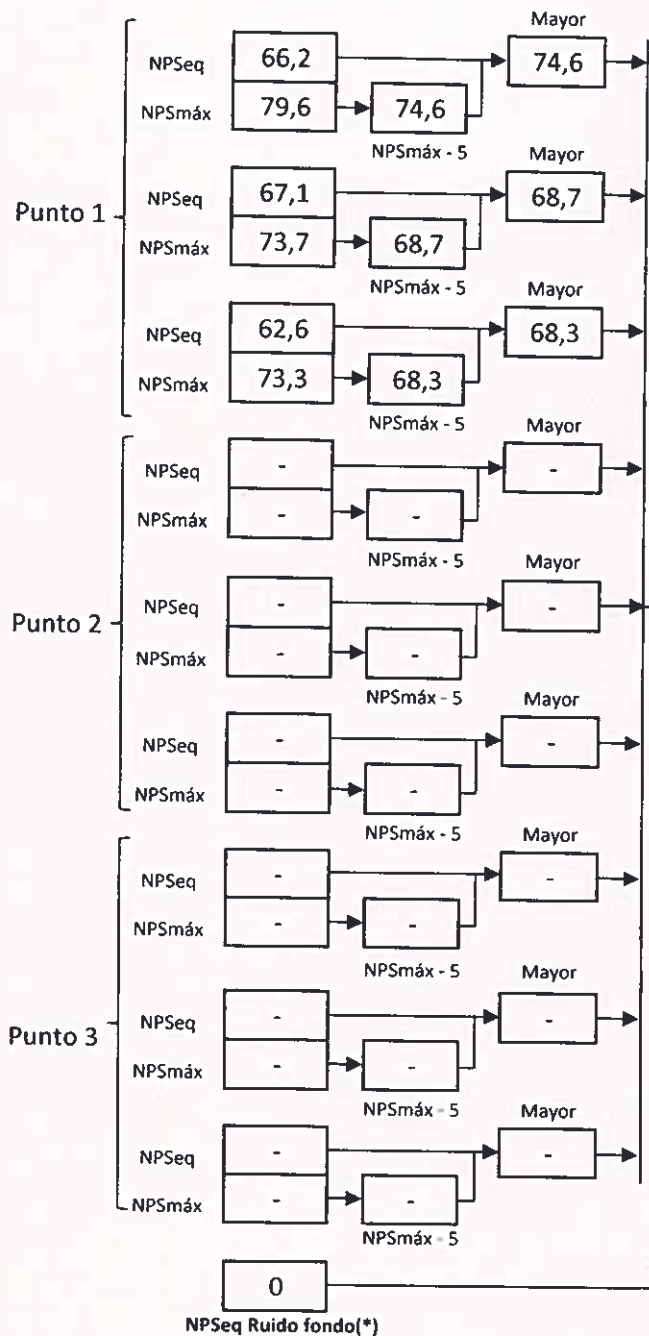 Mayor
NPSeq 66,2 74,6
NPSmáx 79,6 74,6
NPSmáx - 5
Mayor
Punto 1
NPSeq 67,1 68,7
NPSmáx 73,7 68,7
NPSmáx - 5
Mayor
NPSeq 62,6 68,3
NPSmáx 73,3 68,3
NPSmáx - 5
Mayor
NPSeq - -
NPSmáx - -
NPSmáx - 5
Mayor
Punto 2
NPSeq - -
NPSmáx - -
NPSmáx - 5
Mayor
NPSeq - -
NPSmáx - -
NPSmáx - 5
Mayor
NPSeq - -
NPSmáx - -
NPSmáx - 5
Mayor
Punto 3
NPSeq - -
NPSmáx - -
NPSmáx - 5
Mayor
NPSeq - -
NPSmáx - -
NPSmáx - 5
0
NPSeq Ruido fondo(*)